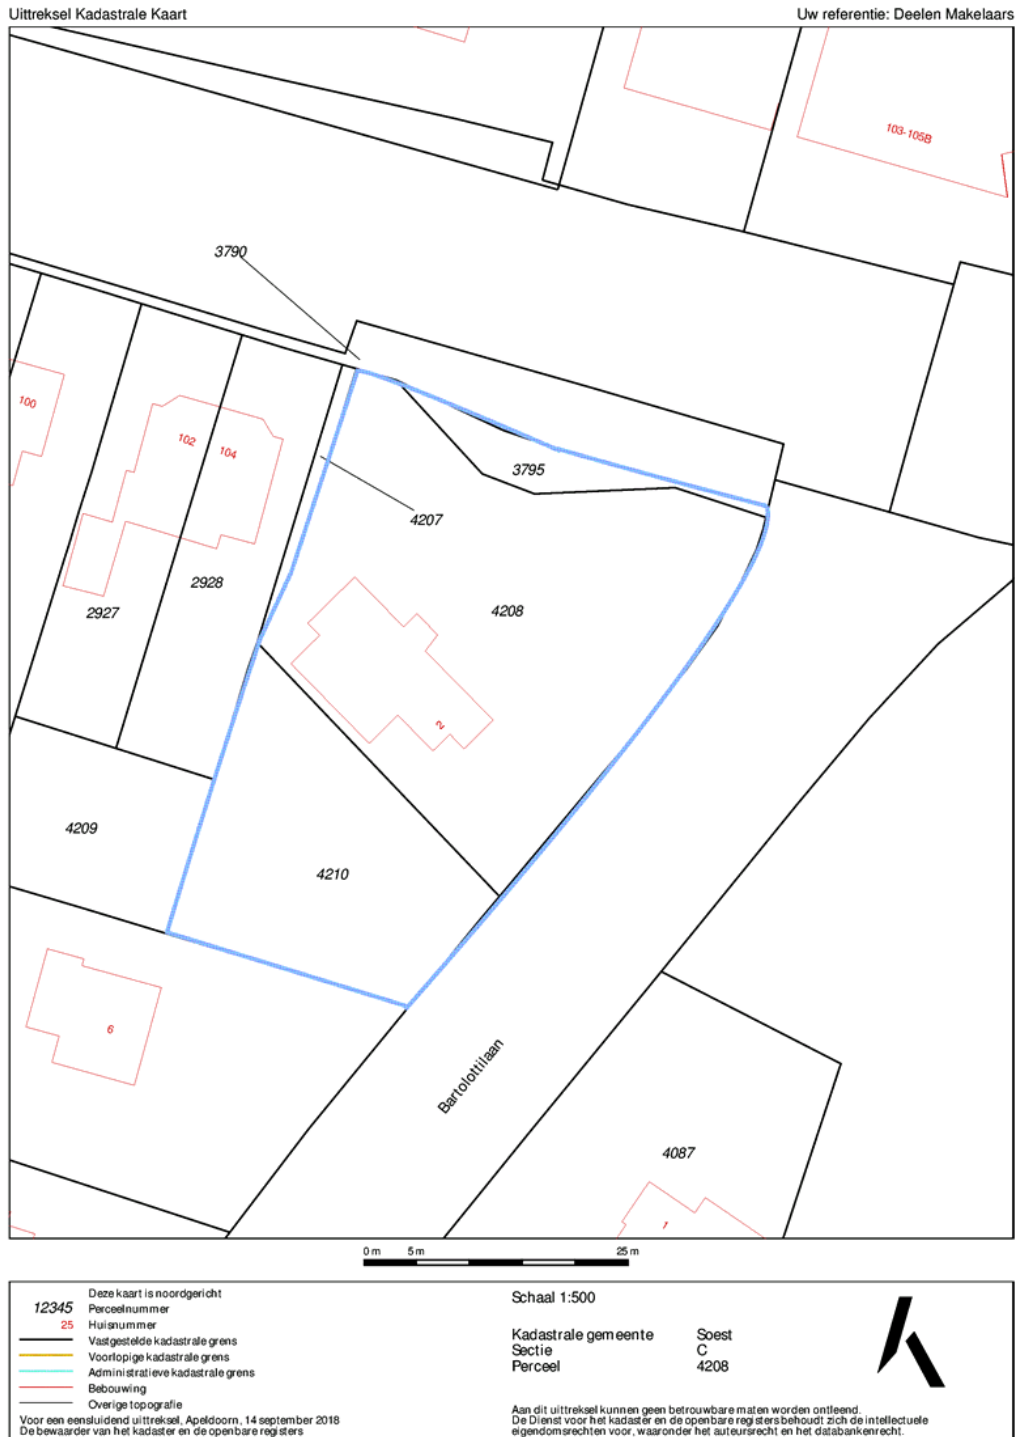 Uittreksel Kadastrale Kaart
Uw referentie: Deelen Makelaars
103-105B
3790
100
102
104
3795
4207
2928
4208
2927
2
4209
4210
6
Bartolottilaan
4087
1
0 m 5 m 25 m
Deze kaart is noordgericht
12345 Perceelnummer
25 Huisnummer
Vastgestelde kadastrale grens
Voorlopige kadastrale grens
Administratieve kadastrale grens
Bebouwing
Overige topografie
Voor een eensluidend uittreksel, Apeldoorn, 14 september 2018
De bewaarder van het kadaster en de openbare registers
Schaal 1:500
Kadastrale gemeente Soest
Sectie C
Perceel 4208
Aan dit uittreksel kunnen geen betrouwbare maten worden ontleend.
De Dienst voor het kadaster en de openbare registers behoudt zich de intellectuele
eigendomsrechten voor, waaronder het auteursrecht en het databankenrecht.